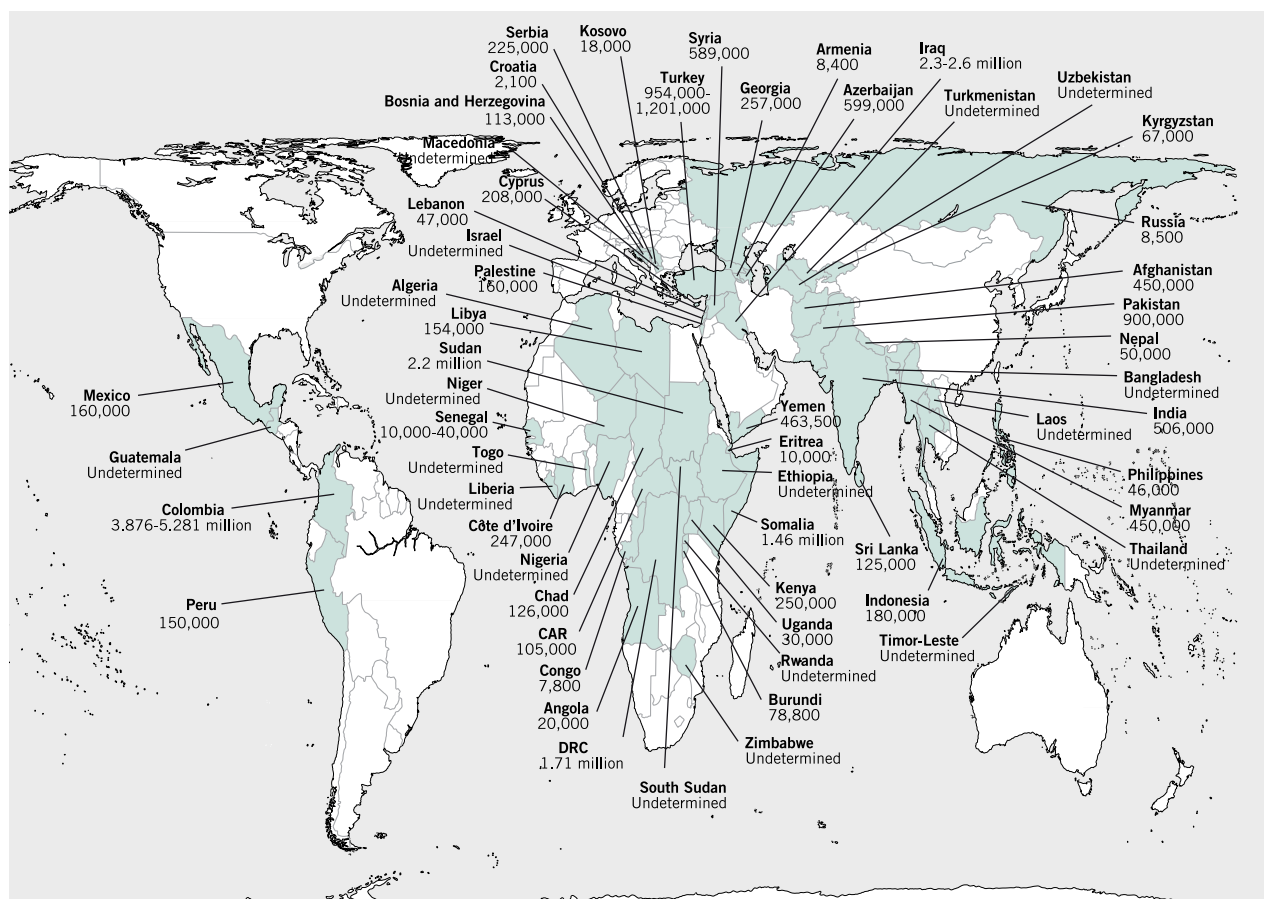 Serbia
225,000
Kosovo
18,000
Syria
589,000
Armenia
8,400
Iraq
2.3-2.6 million
Croatia
2,100
Turkey
954,000-
1,201,000
Georgia
257,000
Azerbaijan
599,000
Uzbekistan
Undetermined
Bosnia and Herzegovina
113,000
Turkmenistan
Undetermined
Kyrgyzstan
67,000
Macedonia
Undetermined
Cyprus
208,000
Lebanon
47,000
Israel
Undetermined
Palestine
160,000
Algeria
Undetermined
Libya
154,000
Sudan
2.2 million
Niger
Undetermined
Senegal
10,000-40,000
Togo
Undetermined
Liberia
Undetermined
Côte d'Ivoire
247,000
Nigeria
Undetermined
Chad
126,000
CAR
105,000
Congo
7,800
Angola
20,000
DRC
1.71 million
South Sudan
Undetermined
Mexico
160,000
Guatemala
Undetermined
Colombia
3.876-5.281 million
Peru
150,000
Russia
8,500
Afghanistan
450,000
Pakistan
900,000
Nepal
50,000
Bangladesh
Undetermined
India
506,000
Laos
Undetermined
Philippines
46,000
Myanmar
450,000
Thailand
Undetermined
Yemen
463,500
Eritrea
10,000
Ethiopia
Undetermined
Somalia
1.46 million
Sri Lanka
125,000
Kenya
250,000
Indonesia
180,000
Uganda
30,000
Timor-Leste
Undetermined
Rwanda
Undetermined
Burundi
78,800
Zimbabwe
Undetermined